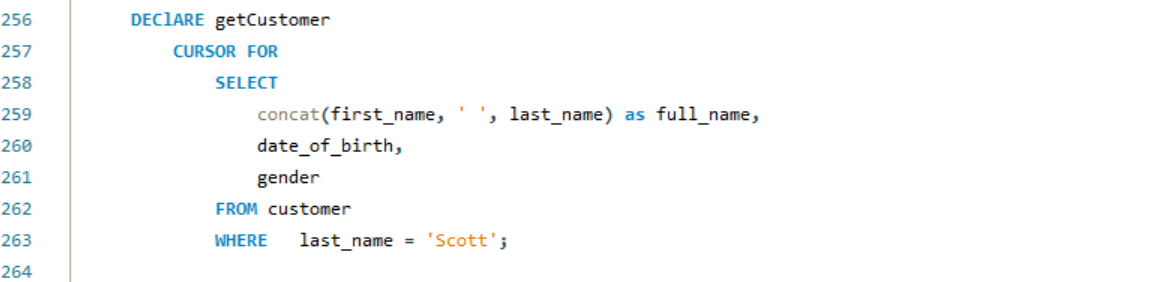 256 DEClARE getCustomer
257 CURSOR FOR
258 SELECT
259 concat(first_name, ' ', last_name) as full_name,
260 date_of_birth,
261 gender
262 FROM customer
263 WHERE   last_name = 'Scott';
264